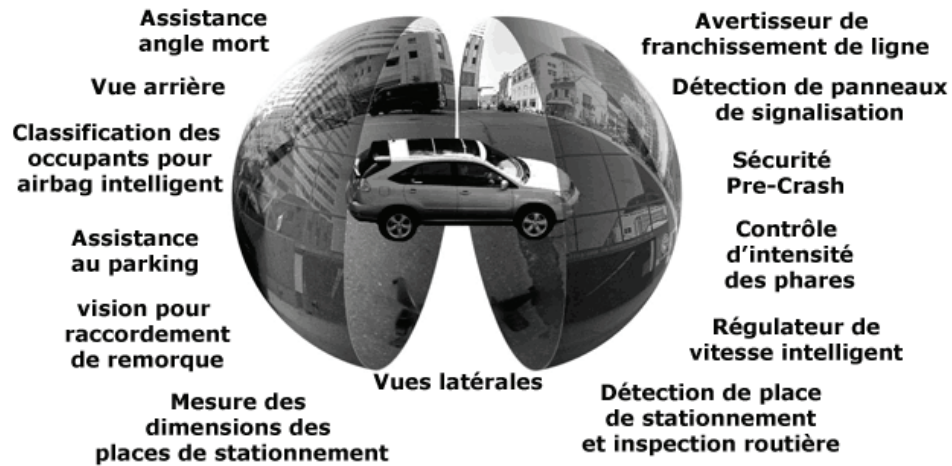 Assistance
angle mort
Vue arrière
Classification des
occupants pour
airbag intelligent
Assistance
au parking
vision pour
raccordement
de remorque
Mesure des
dimensions des
places de stationnement
Vues latérales
Avertisseur de
franchissement de ligne
Détection de panneaux
de signalisation
Sécurité
Pre-Crash
Contrôle
d'intensité
des phares
Régulateur de
vitesse intelligent
Détection de place
de stationnement
et inspection routière